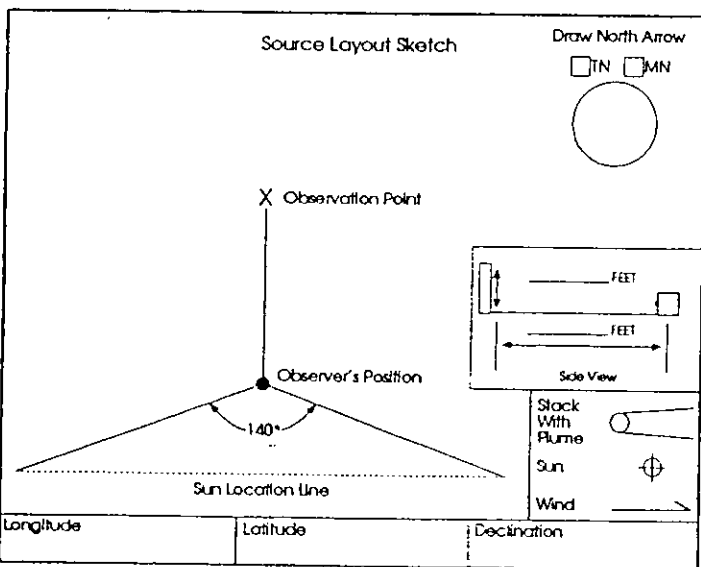 Source Layout Sketch
Draw North Arrow
TN MN
X Observation Point
FEET
FEET
Side View
Observer's Position
140°
Sun Location Line
Stack
With
Plume
Sun
Wind
Longitude
Latitude
Declination